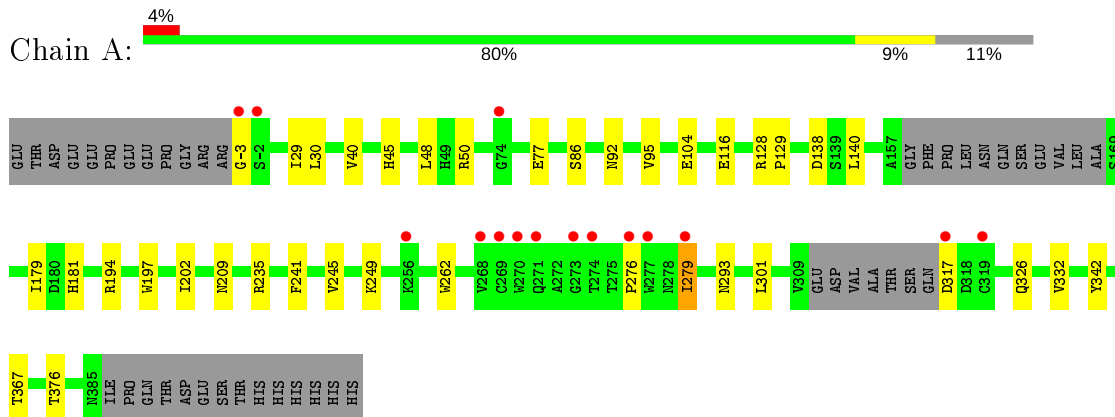 4%
Chain A:
80% 9% 11%
GLU THR ASP GLU GLU PRO GLU GLU PRO GLY ARG ARG G-3 S-2 I29 L30 V40 H45 L48 H49 R50 G74 E77 S86 N92 V95 E104 E116 R128 P129 D138 S139 L140 A157 GLY PHE PRO LEU ASN GLN SER GLU VAL LEU ALA S169
I179 D180 H181 R194 W197 I202 N209 R235 F241 V245 K249 K256 W262 V268 C269 W270 Q271 A272 G273 T274 T275 P276 W277 N278 I279 N293 L301 V309 GLU ASP VAL ALA THR SER GLN D317 D318 C319 Q326 V332 Y342
T367 T376 N385 ILE PRO GLN THR ASP GLU SER THR HIS HIS HIS HIS HIS HIS